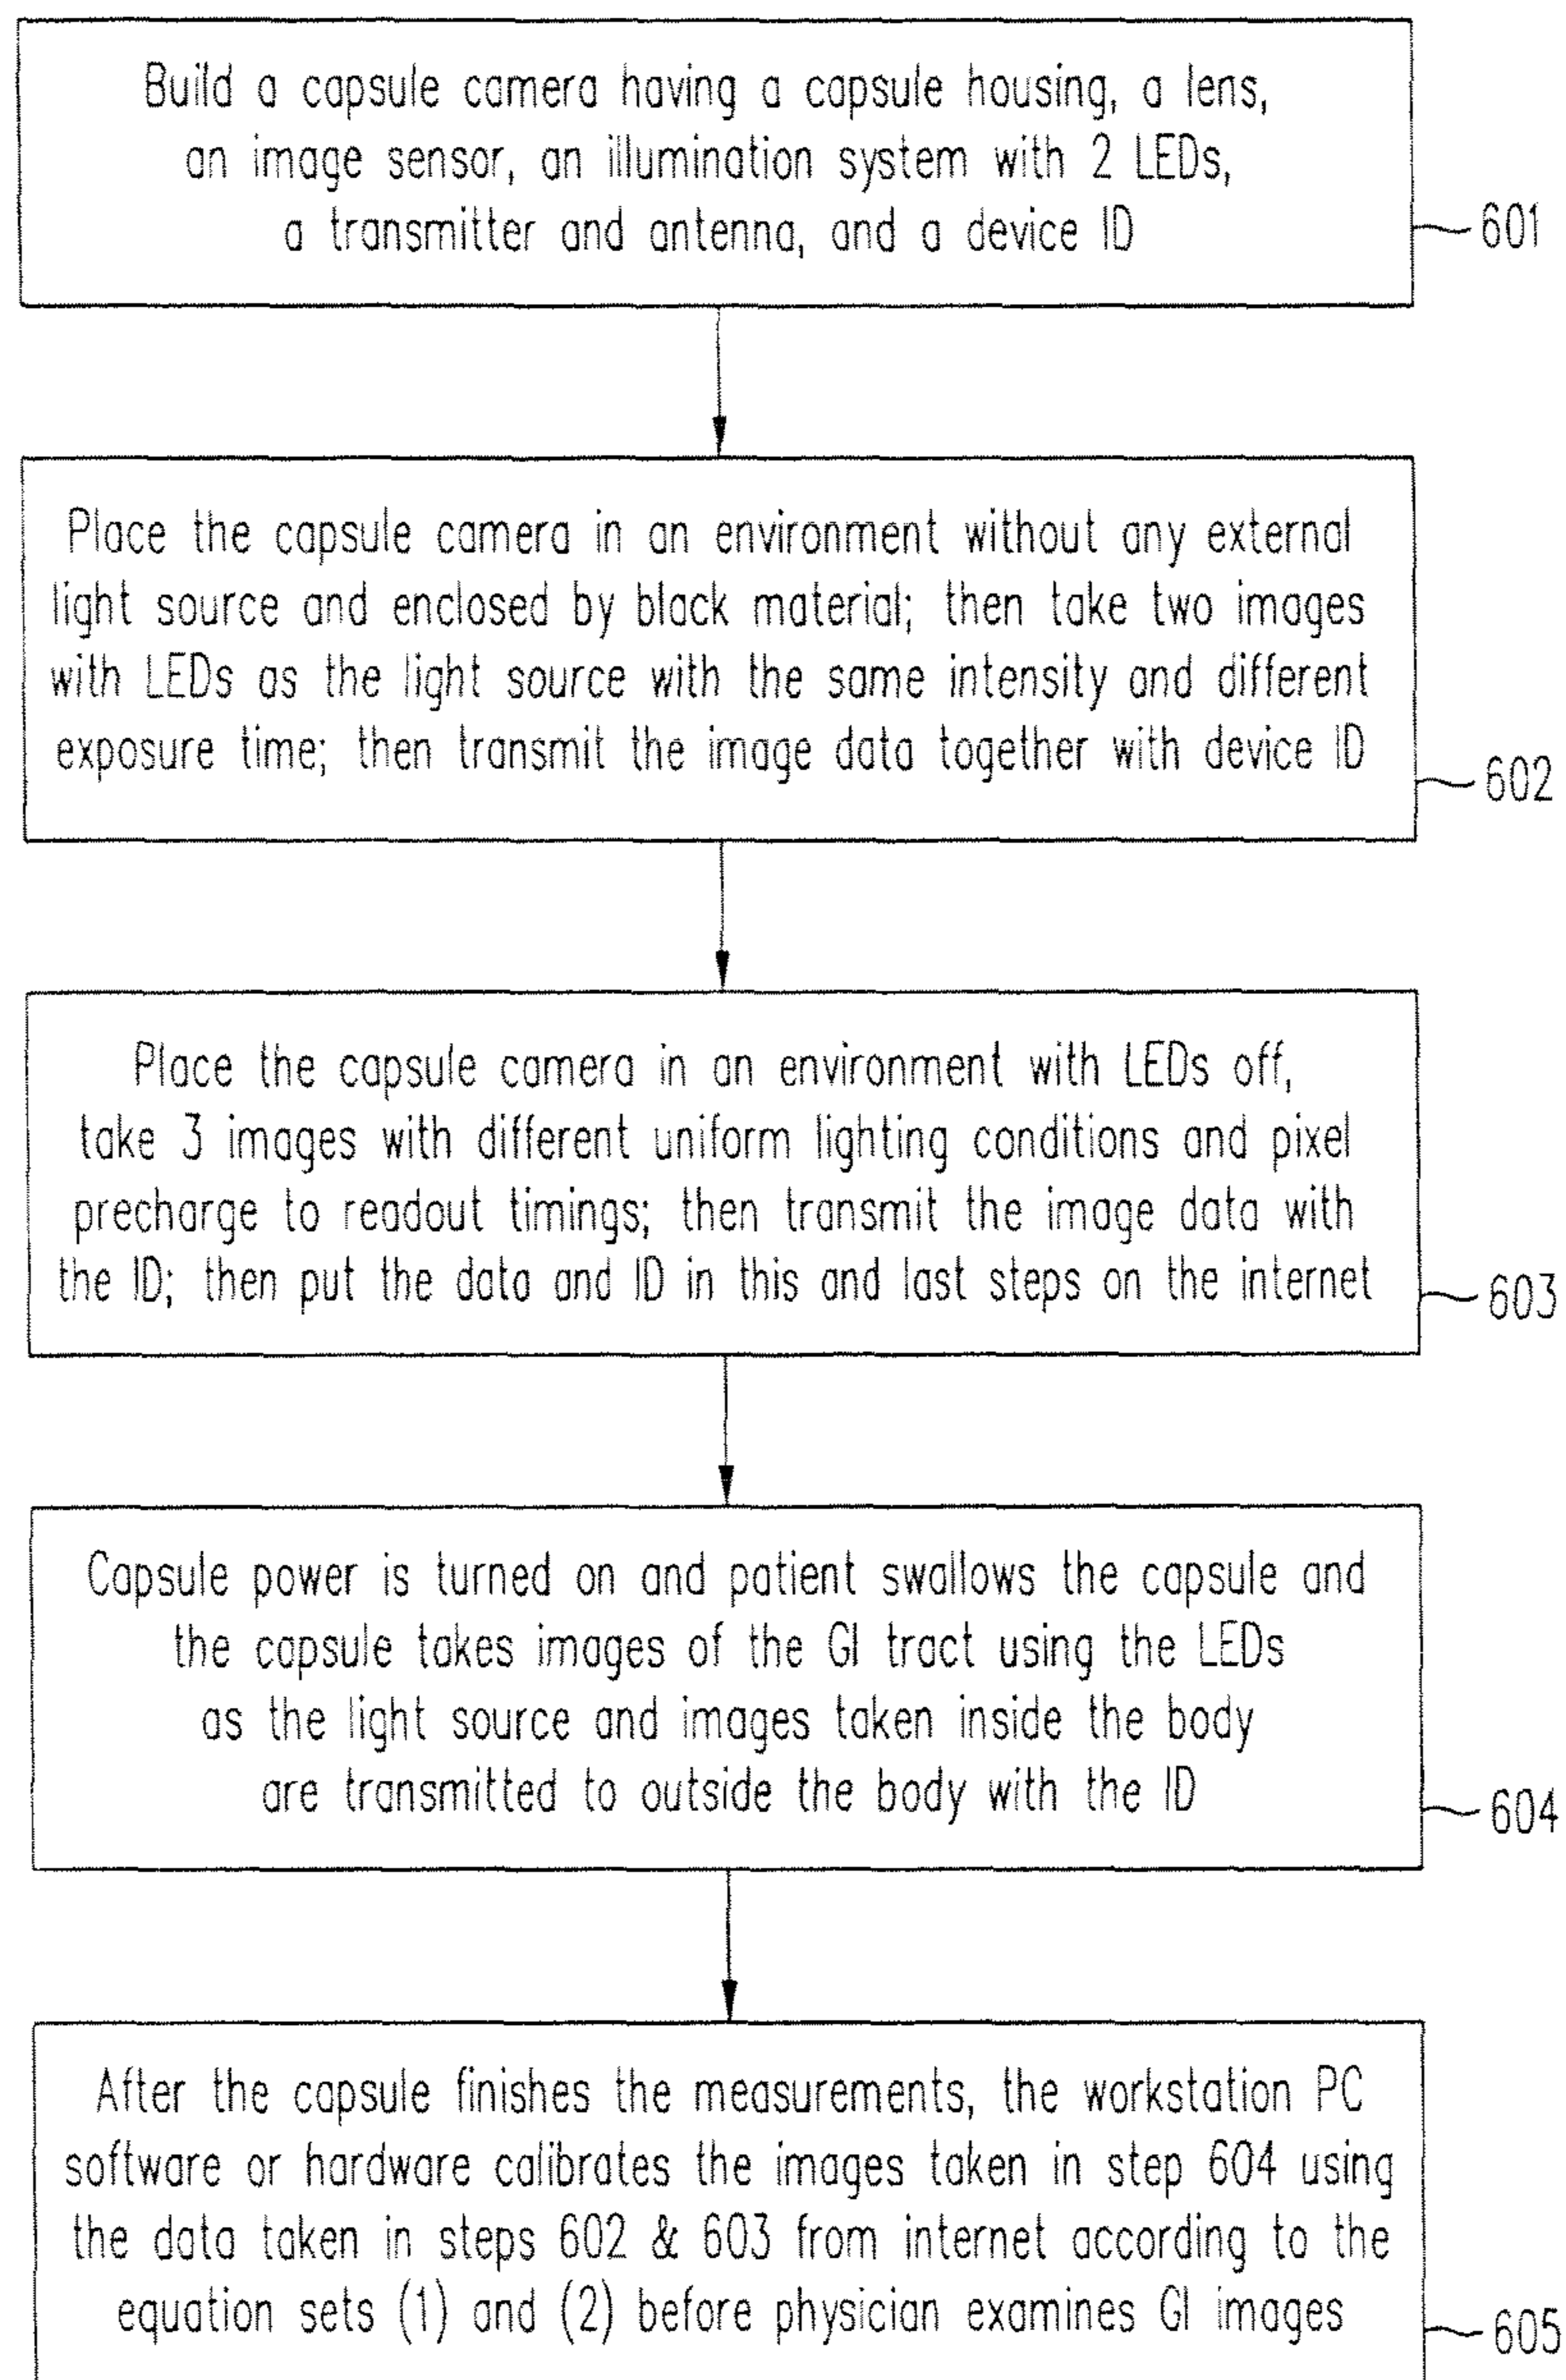 Build a capsule camera having a capsule housing, a lens,
an image sensor, an illumination system with 2 LEDs,
a transmitter and antenna, and a device ID
601
Place the capsule camera in an environment without any external
light source and enclosed by black material; then take two images
with LEDs as the light source with the same intensity and different
exposure time; then transmit the image data together with device ID
602
Place the capsule camera in an environment with LEDs off,
take 3 images with different uniform lighting conditions and pixel
precharge to readout timings; then transmit the image data with
the ID; then put the data and ID in this and last steps on the internet
603
Capsule power is turned on and patient swallows the capsule and
the capsule takes images of the GI tract using the LEDs
as the light source and images taken inside the body
are transmitted to outside the body with the ID
604
After the capsule finishes the measurements, the workstation PC
software or hardware calibrates the images taken in step 604 using
the data taken in steps 602 & 603 from internet according to the
equation sets (1) and (2) before physician examines GI images
605